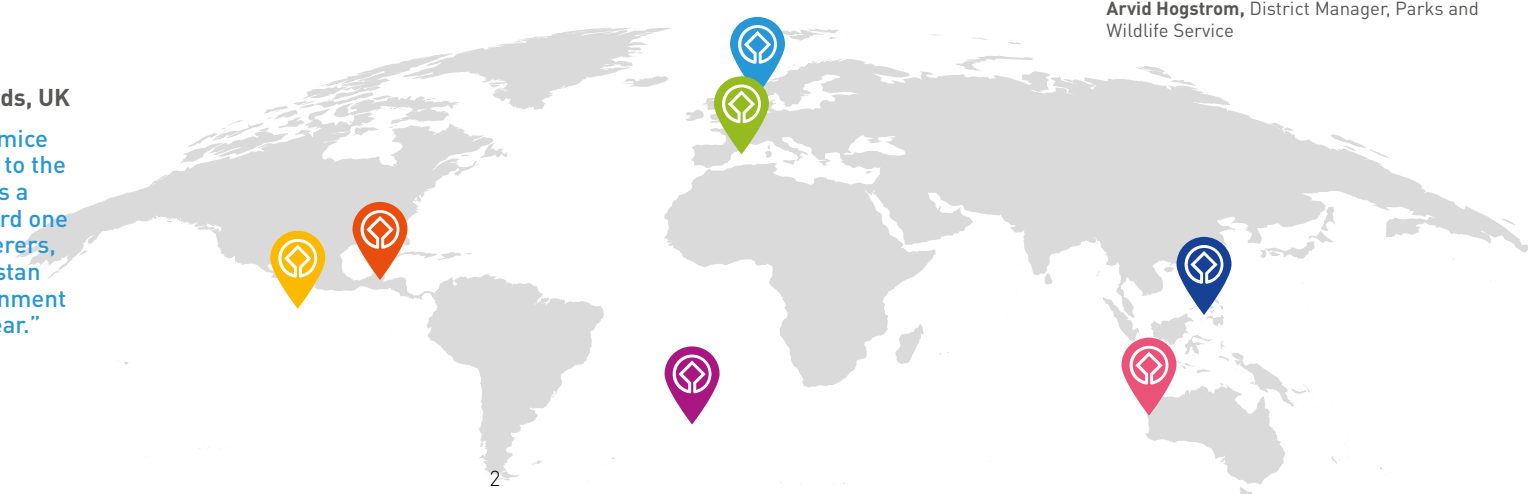 Arvid Hogstrom, District Manager, Parks and
Wildlife Service
ds, UK
mice
to the
s a
rd one
erers,
stan
nment
ear.”
2